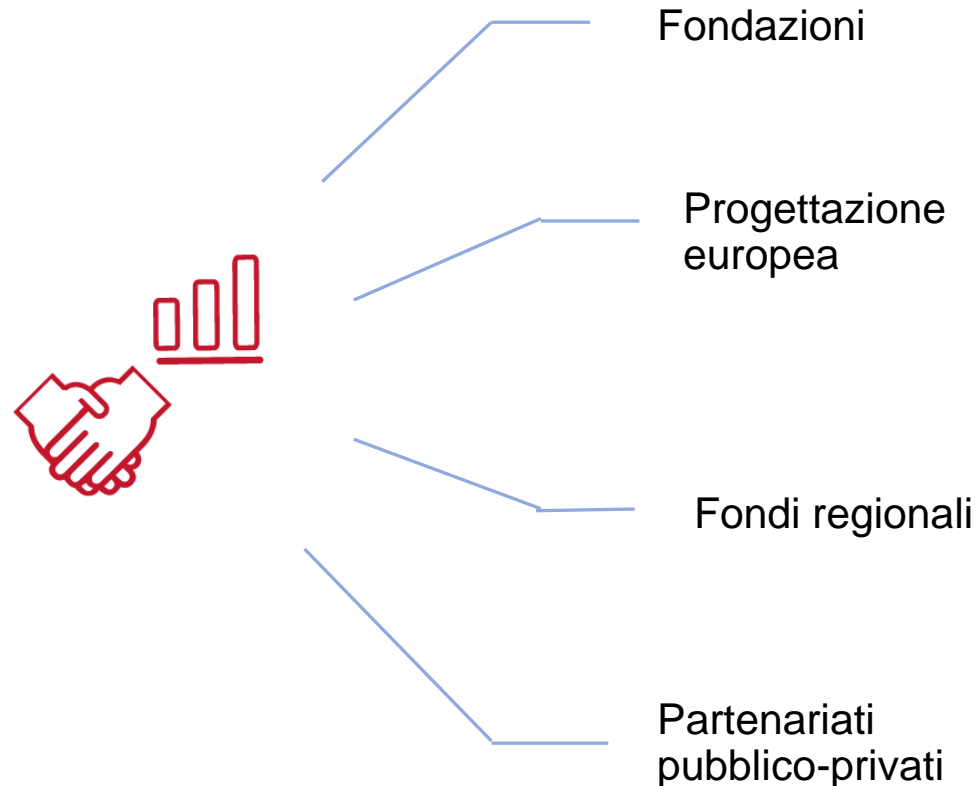 Fondazioni
Progettazione
europea
Fondi regionali
Partenariati
pubblico-privati